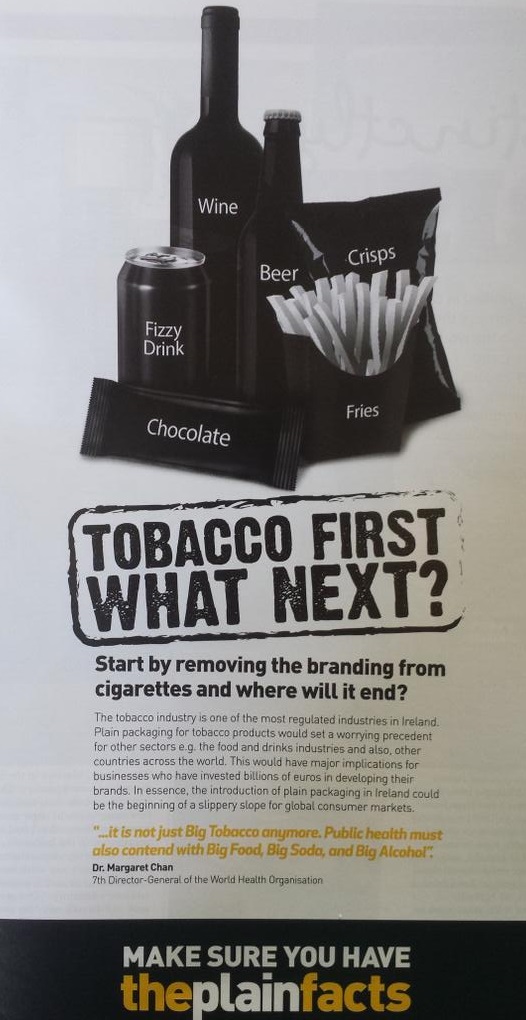 Wine
Beer
Crisps
Fizzy
Drink
Fries
Chocolate
TOBACCO FIRST
WHAT NEXT?
Start by removing the branding from
cigarettes and where will it end?
The tobacco industry is one of the most regulated industries in Ireland.
Plain packaging for tobacco products would set a worrying precedent
for other sectors e.g. the food and drinks industries and also, other
countries across the world. This would have major implications for
businesses who have invested billions of euros in developing their
brands. In essence, the introduction of plain packaging in Ireland could
be the beginning of a slippery slope for global consumer markets.
"...it is not just Big Tobacco anymore. Public health must
also contend with Big Food, Big Soda, and Big Alcohol".
Dr. Margaret Chan
7th Director-General of the World Health Organisation
MAKE SURE YOU HAVE
theplainfacts